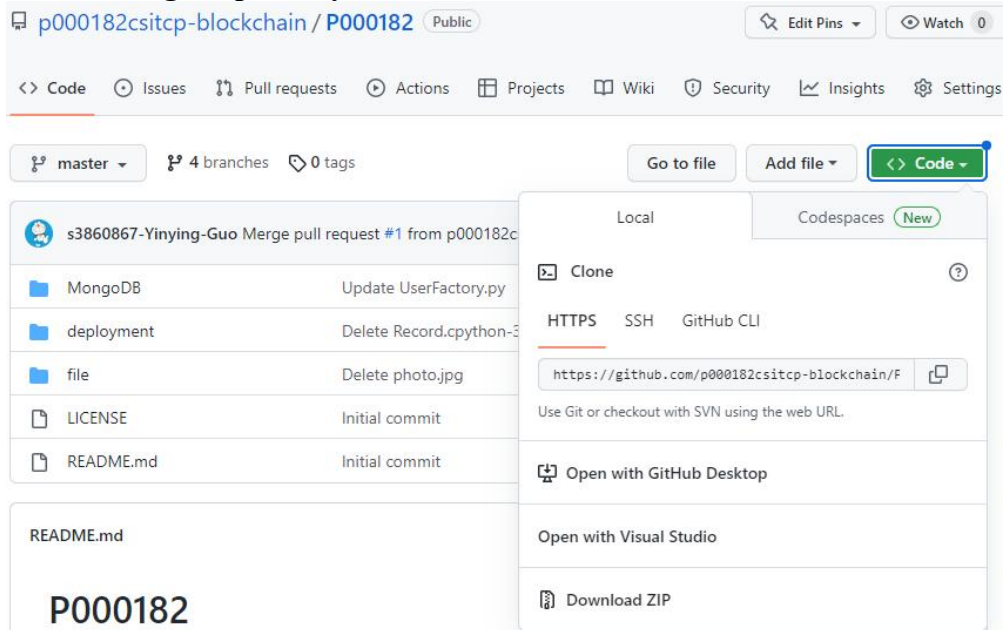 p000182csitcp-blockchain / P000182 Public
Edit Pins
Watch 0
Code Issues Pull requests Actions Projects Wiki Security Insights Settings
master 4 branches 0 tags
Go to file Add file Code
s3860867-Yinying-Guo Merge pull request #1 from p000182c
MongoDB Update UserFactory.py
deployment Delete Record.cpython-3
file Delete photo.jpg
LICENSE Initial commit
README.md Initial commit
README.md
P000182
Local Codespaces New
Clone
HTTPS SSH GitHub CLI
https://github.com/p000182csitcp-blockchain/P
Use Git or checkout with SVN using the web URL.
Open with GitHub Desktop
Open with Visual Studio
Download ZIP